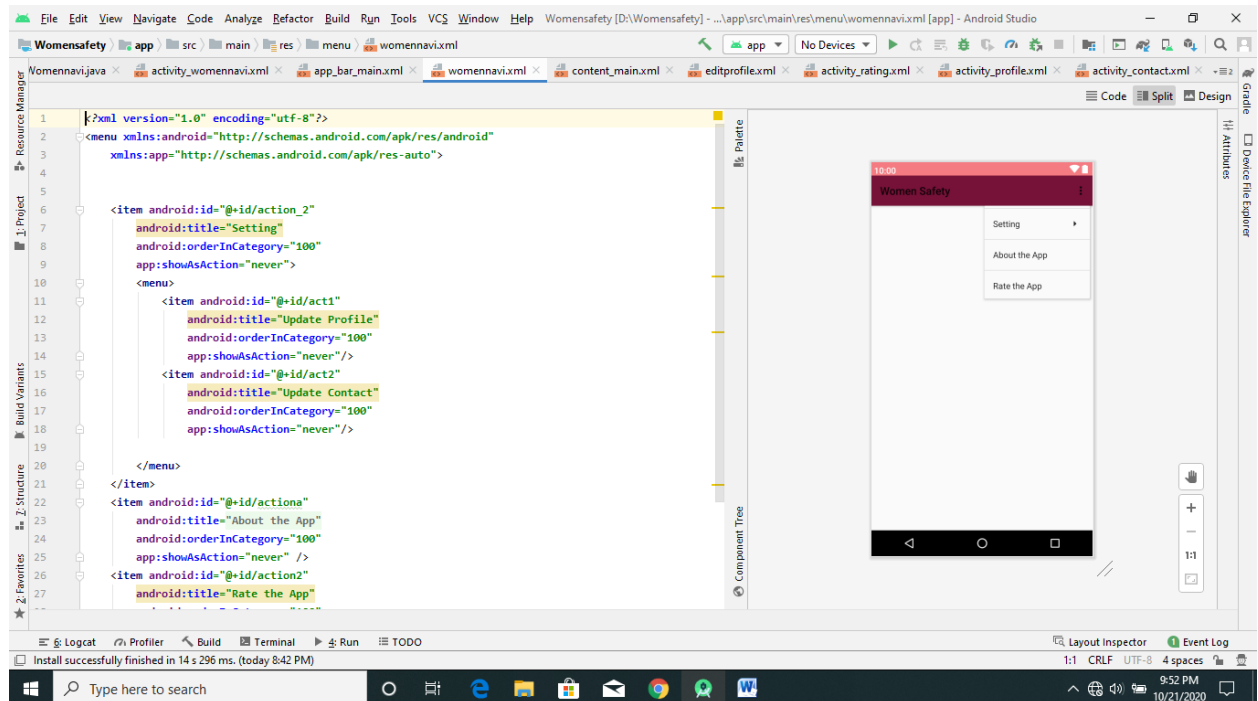 File Edit View Navigate Code Analyze Refactor Build Run Tools VCS Window Help Womensafety [D:\Womensafety] - ...\app\src\main\res\menu\womennavi.xml [app] - Android Studio
Womensafety app src main res menu womennavi.xml app No Devices
Womennavi.java activity_womennavi.xml app_bar_main.xml womennavi.xml content_main.xml editprofile.xml activity_rating.xml activity_profile.xml activity_contact.xml 2
Code Split Design
Resource Manager
1: Project
Build Variants
7: Structure
2: Favorites
1 <?xml version="1.0" encoding="utf-8"?>
2 <menu xmlns:android="http://schemas.android.com/apk/res/android"
3 xmlns:app="http://schemas.android.com/apk/res-auto">
4
5
6 <item android:id="@+id/action_2"
7 android:title="Setting"
8 android:orderInCategory="100"
9 app:showAsAction="never">
10 <menu>
11 <item android:id="@+id/act1"
12 android:title="Update Profile"
13 android:orderInCategory="100"
14 app:showAsAction="never"/>
15 <item android:id="@+id/act2"
16 android:title="Update Contact"
17 android:orderInCategory="100"
18 app:showAsAction="never"/>
19
20 </menu>
21 </item>
22 <item android:id="@+id/actiona"
23 android:title="About the App"
24 android:orderInCategory="100"
25 app:showAsAction="never" />
26 <item android:id="@+id/action2"
27 android:title="Rate the App"
Palette
Component Tree
10:00
Women Safety
Setting
About the App
Rate the App
1:1
Attributes
Gradle
Device File Explorer
6: Logcat Profiler Build Terminal 4: Run TODO Layout Inspector 1 Event Log
Install successfully finished in 14 s 296 ms. (today 8:42 PM) 1:1 CRLF UTF-8 4 spaces
Type here to search
9:52 PM
10/21/2020